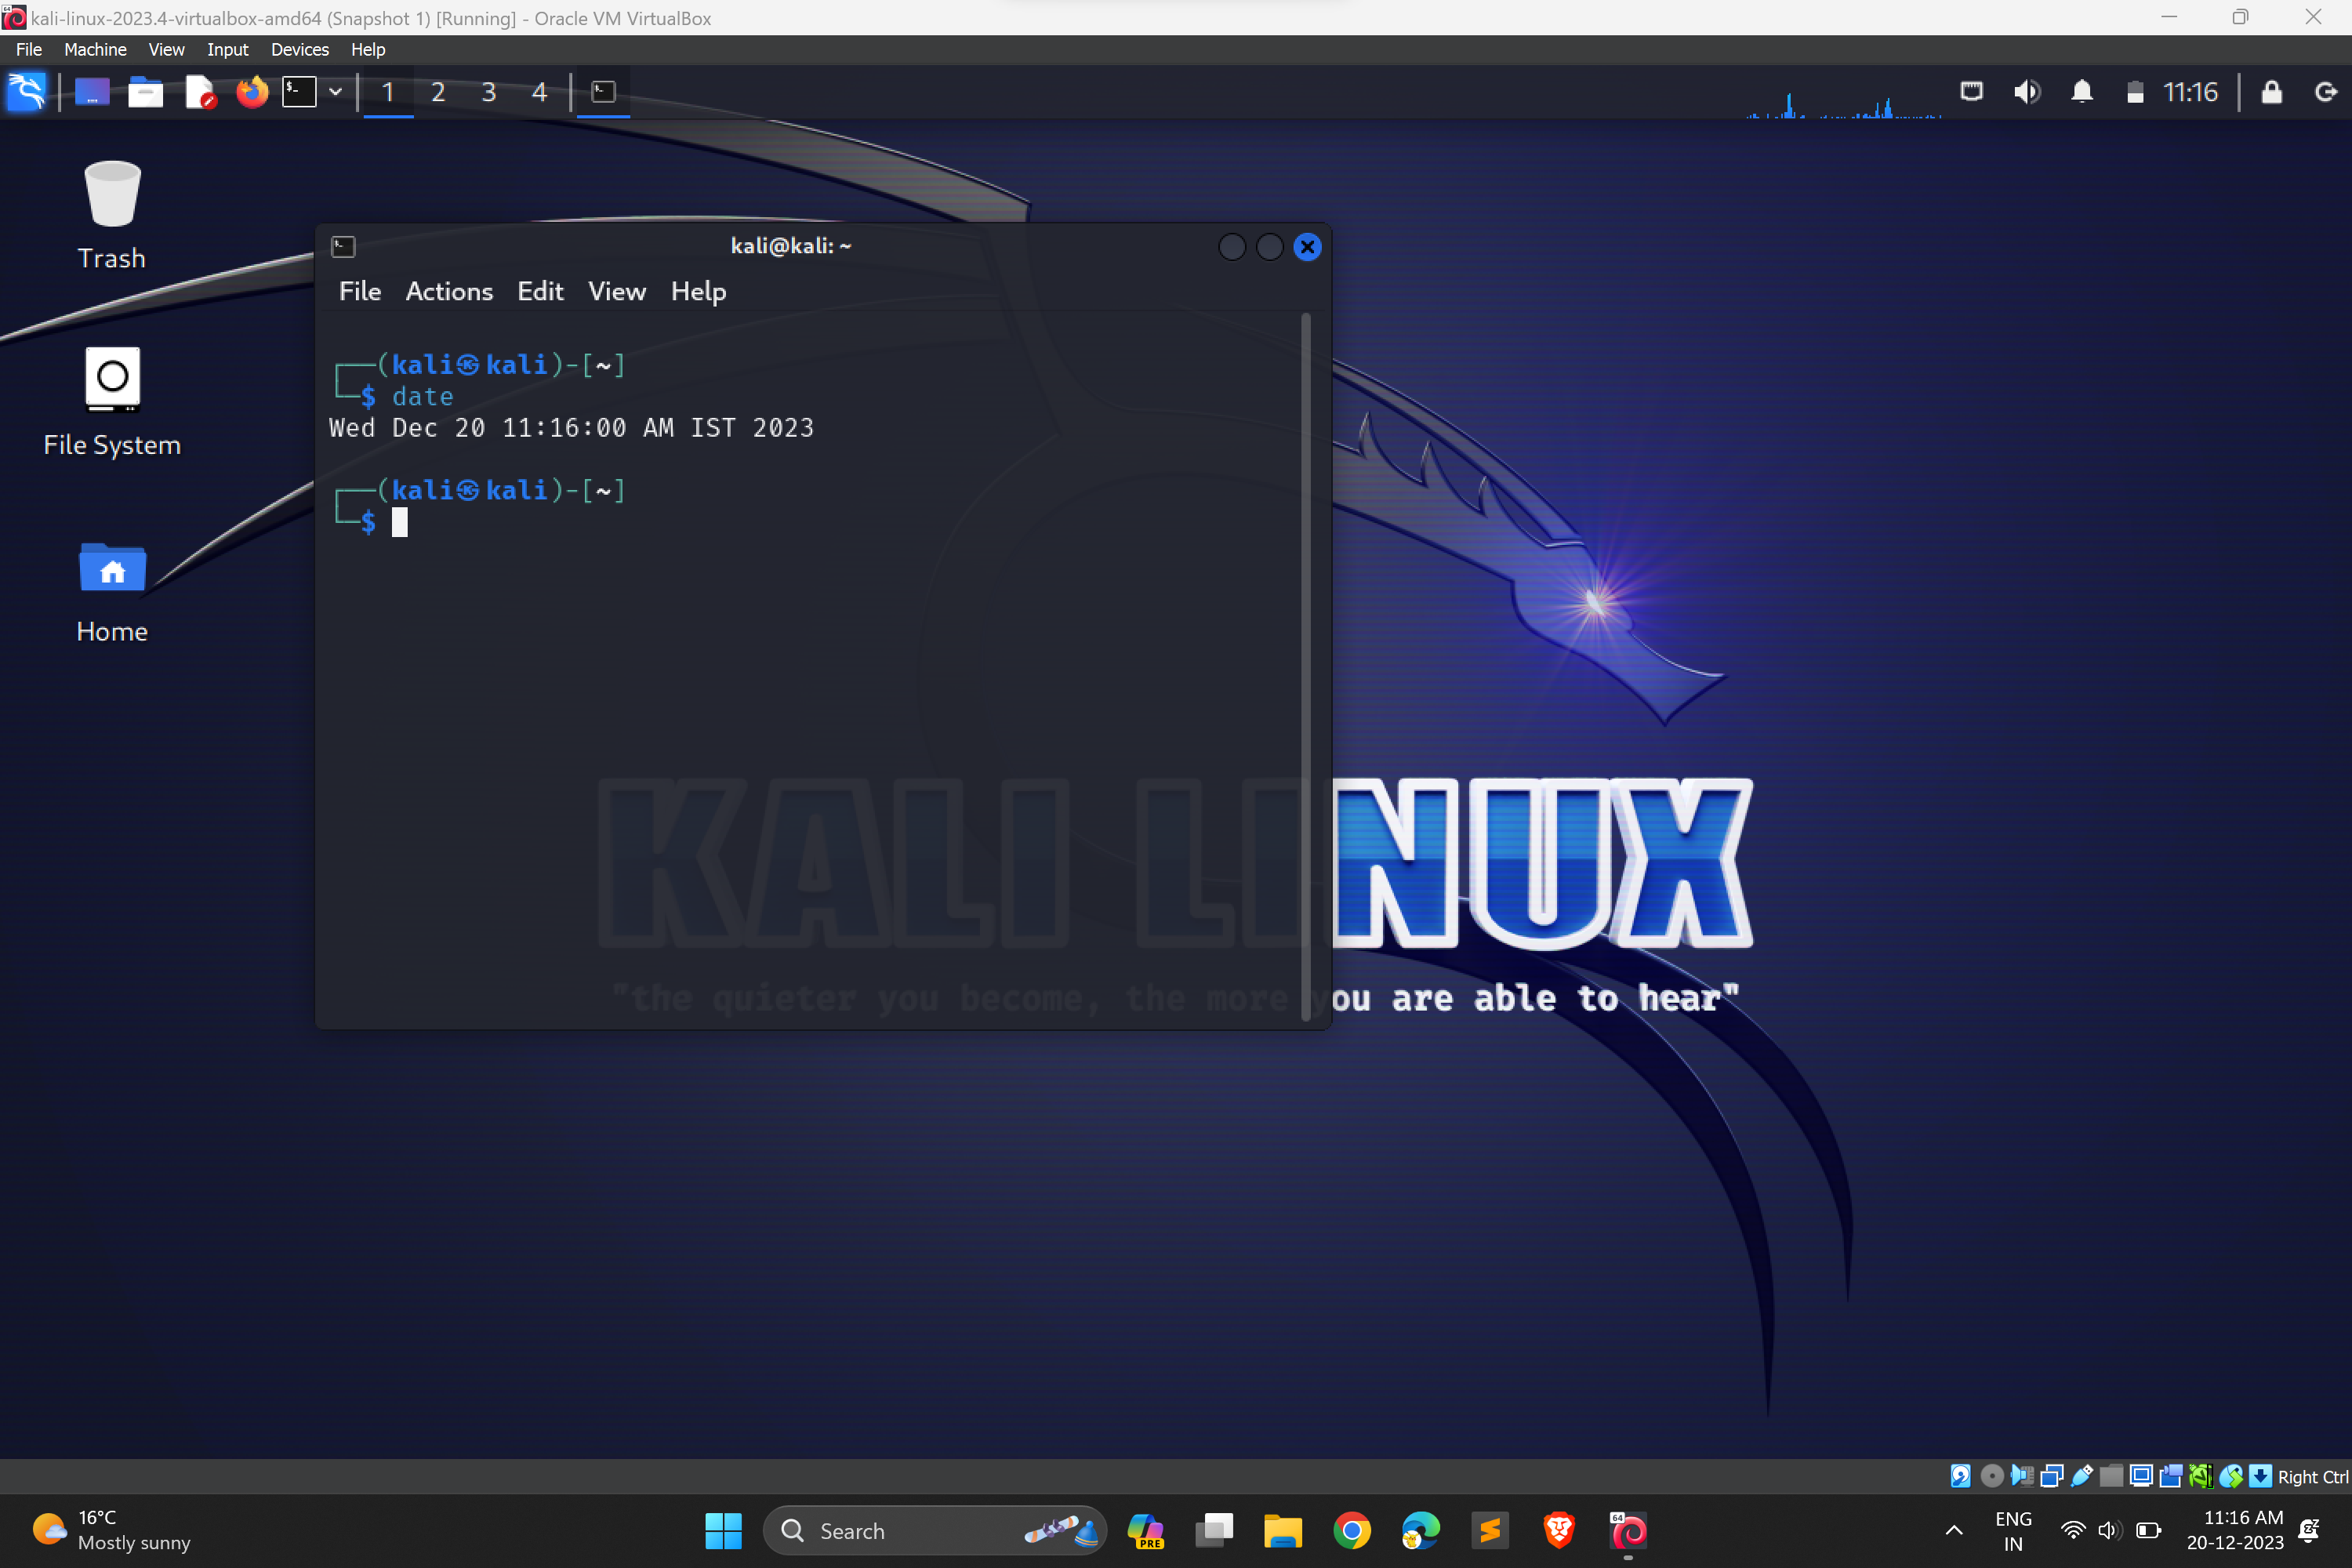 kali-linux-2023.4-virtualbox-amd64 (Snapshot 1) [Running] - Oracle VM VirtualBox
File Machine View Input Devices Help
1 2 3 4
11:16
Trash
File System
Home
kali@kali: ~
File Actions Edit View Help
┌──(kali㉿kali)-[~]
└─$ date
Wed Dec 20 11:16:00 AM IST 2023
┌──(kali㉿kali)-[~]
└─$
KALI LINUX
"the quieter you become, the more you are able to hear"
Right Ctrl
16°C
Mostly sunny
Search
PRE
64
ENG
IN
11:16 AM
20-12-2023